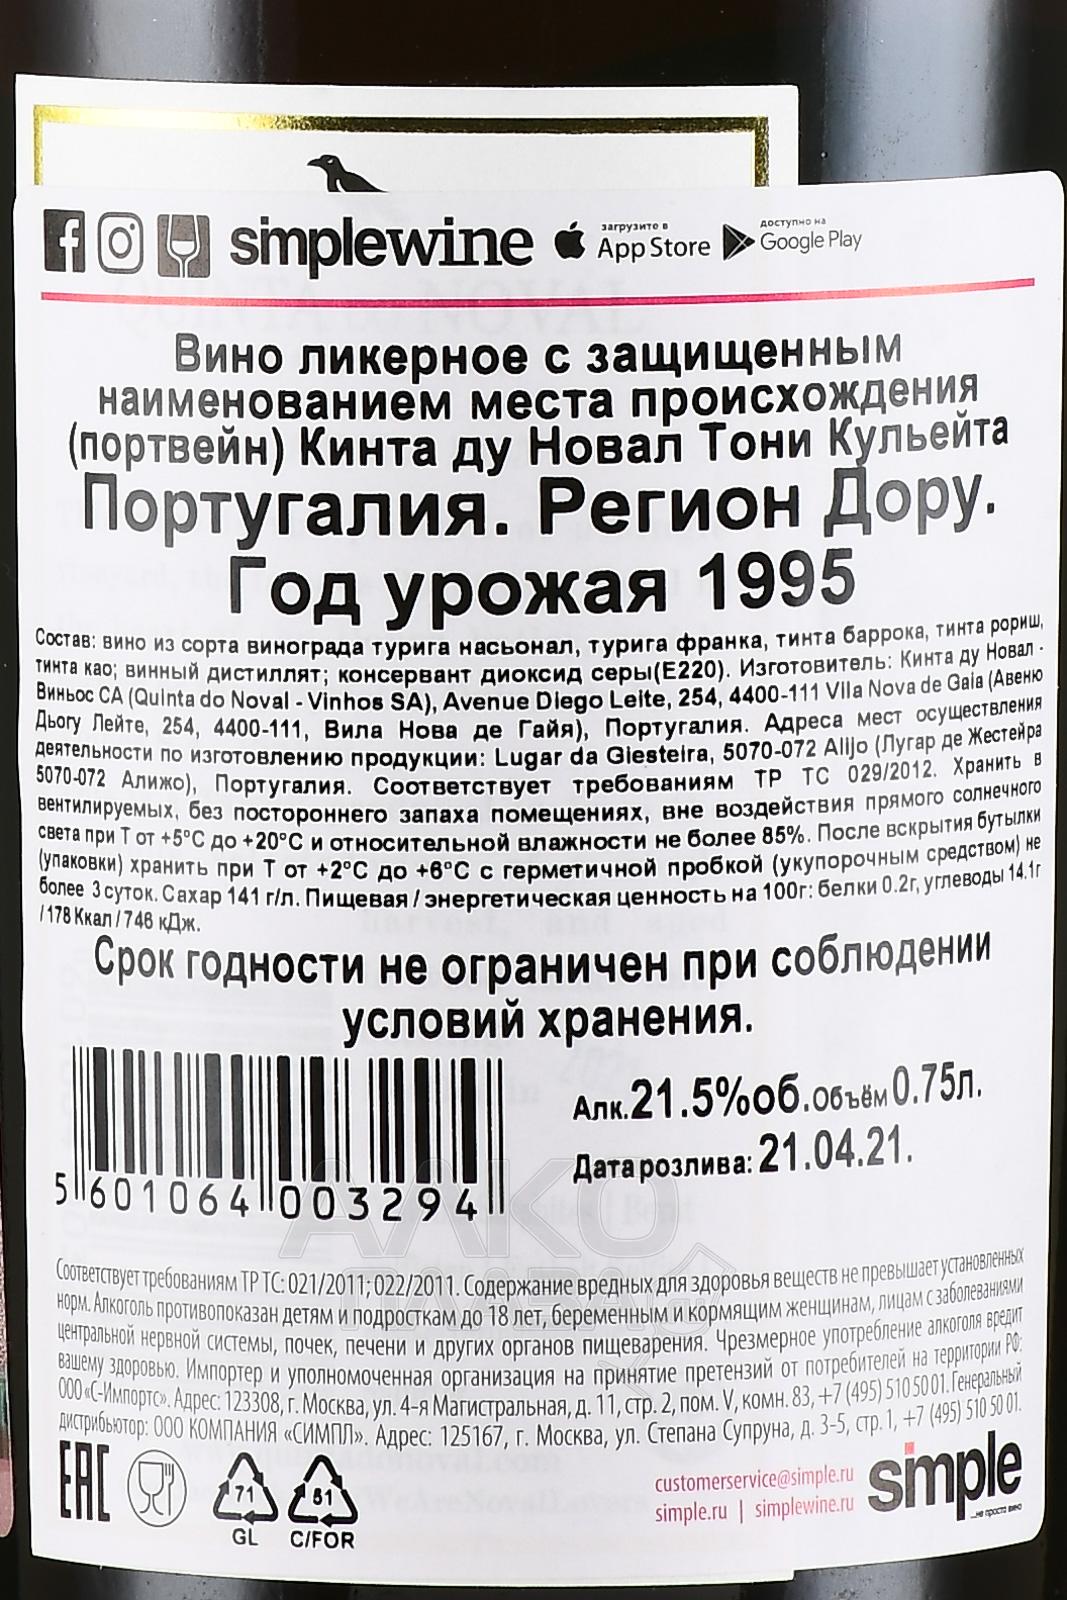 simplewine
загрузите в
App Store
доступно на
Google Play
Вино ликерное с защищенным
наименованием места происхождения
(портвейн) Кинта ду Новал Тони Кульейта
Португалия. Регион Дору.
Год урожая 1995
Состав: вино из сорта винограда турига насьонал, турига франка, тинта баррока, тинта рориш,
тинта као; винный дистиллят; консервант диоксид серы(Е220). Изготовитель: Кинта ду Новал -
Виньос СА (Quinta do Noval - Vinhos SA), Avenue Diego Leite, 254, 4400-111 Vila Nova de Gaia (Авеню
Дьогу Лейте, 254, 4400-111, Вила Нова де Гайя), Португалия. Адреса мест осуществления
деятельности по изготовлению продукции: Lugar da Giesteira, 5070-072 Alijo (Лугар де Жестейра
5070-072 Алижо), Португалия. Соответствует требованиям ТР ТС 029/2012. Хранить в
вентилируемых, без постороннего запаха помещениях, вне воздействия прямого солнечного
света при Т от +5°С до +20°С и относительной влажности не более 85%. После вскрытия бутылки
(упаковки) хранить при Т от +2°С до +6°С с герметичной пробкой (укупорочным средством) не
более 3 суток. Сахар 141 г/л. Пищевая / энергетическая ценность на 100г: белки 0.2г, углеводы 14.1г
/ 178 Ккал / 746 кДж.
Срок годности не ограничен при соблюдении
условий хранения.
Алк.21.5%об.объём0.75л.
Дата розлива: 21.04.21.
5 601064 003294
Соответствует требованиям ТР ТС: 021/2011; 022/2011. Содержание вредных для здоровья веществ не превышает установленных
норм. Алкоголь противопоказан детям и подросткам до 18 лет, беременным и кормящим женщинам, лицам с заболеваниями
центральной нервной системы, почек, печени и других органов пищеварения. Чрезмерное употребление алкоголя вредит
вашему здоровью. Импортер и уполномоченная организация на принятие претензий от потребителей на территории РФ:
ООО «С-Импортс». Адрес: 123308, г. Москва, ул. 4-я Магистральная, д. 11, стр. 2, пом. V, комн. 83, +7 (495) 510 50 01. Генеральный
дистрибьютор: ООО КОМПАНИЯ «СИМПЛ». Адрес: 125167, г. Москва, ул. Степана Супруна, д. 3-5, стр. 1, +7 (495) 510 50 01.
EAC
71
GL
81
C/FOR
customerservice@simple.ru
simple.ru | simplewine.ru
simple
...не просто вино
АЛКО
ПЛАЗА